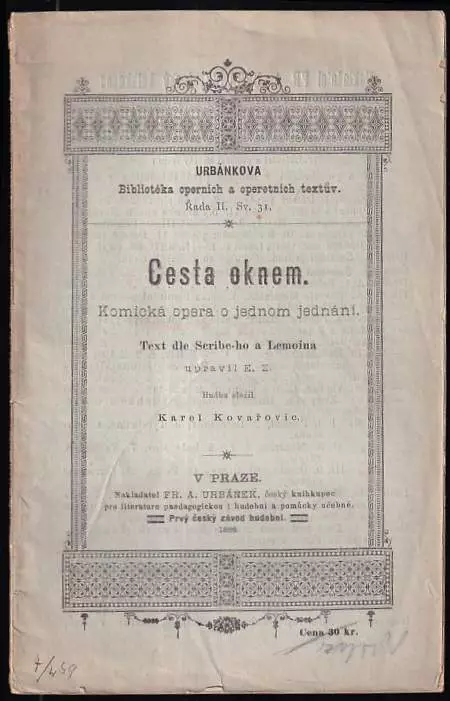 URBÁNKOVA
Bibliotéka operních a operetních textův.
Řada II. Sv. 31.
Cesta oknem.
Komická opera o jednom jednání.
Text dle Scribe-ho a Lemoina
upravil E. Z.
Hudbu složil
Karel Kovařovic.
V PRAZE.
Nakladatel FR. A. URBÁNEK, český knihkupec
pro literaturu paedagogickou i hudební a pomůcky učebné.
Prvý český závod hudební.
Cena 30 kr.